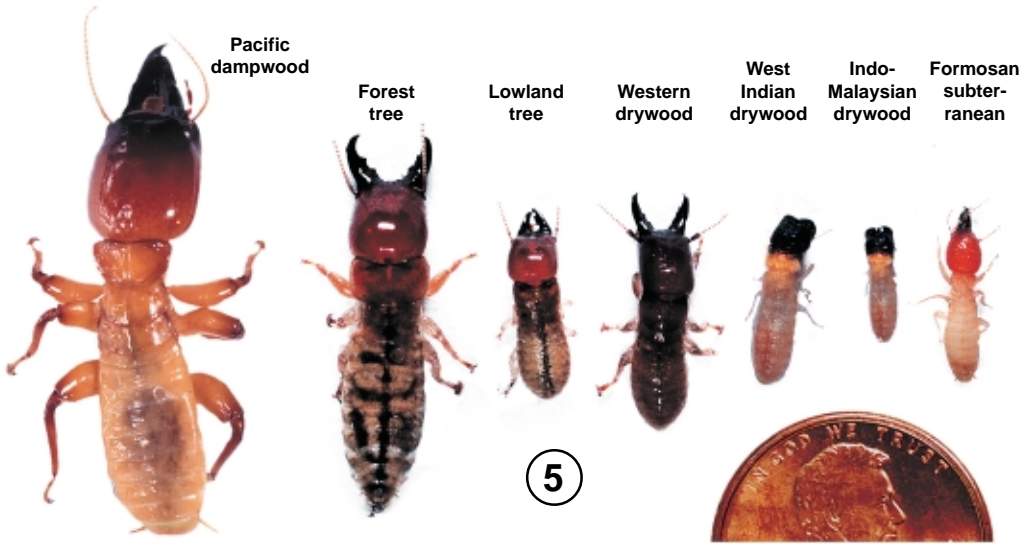 Pacific
dampwood
Forest
tree
Lowland
tree
Western
drywood
West
Indian
drywood
Indo-
Malaysian
drywood
Formosan
subter-
ranean
5
IN GOD WE TRUST